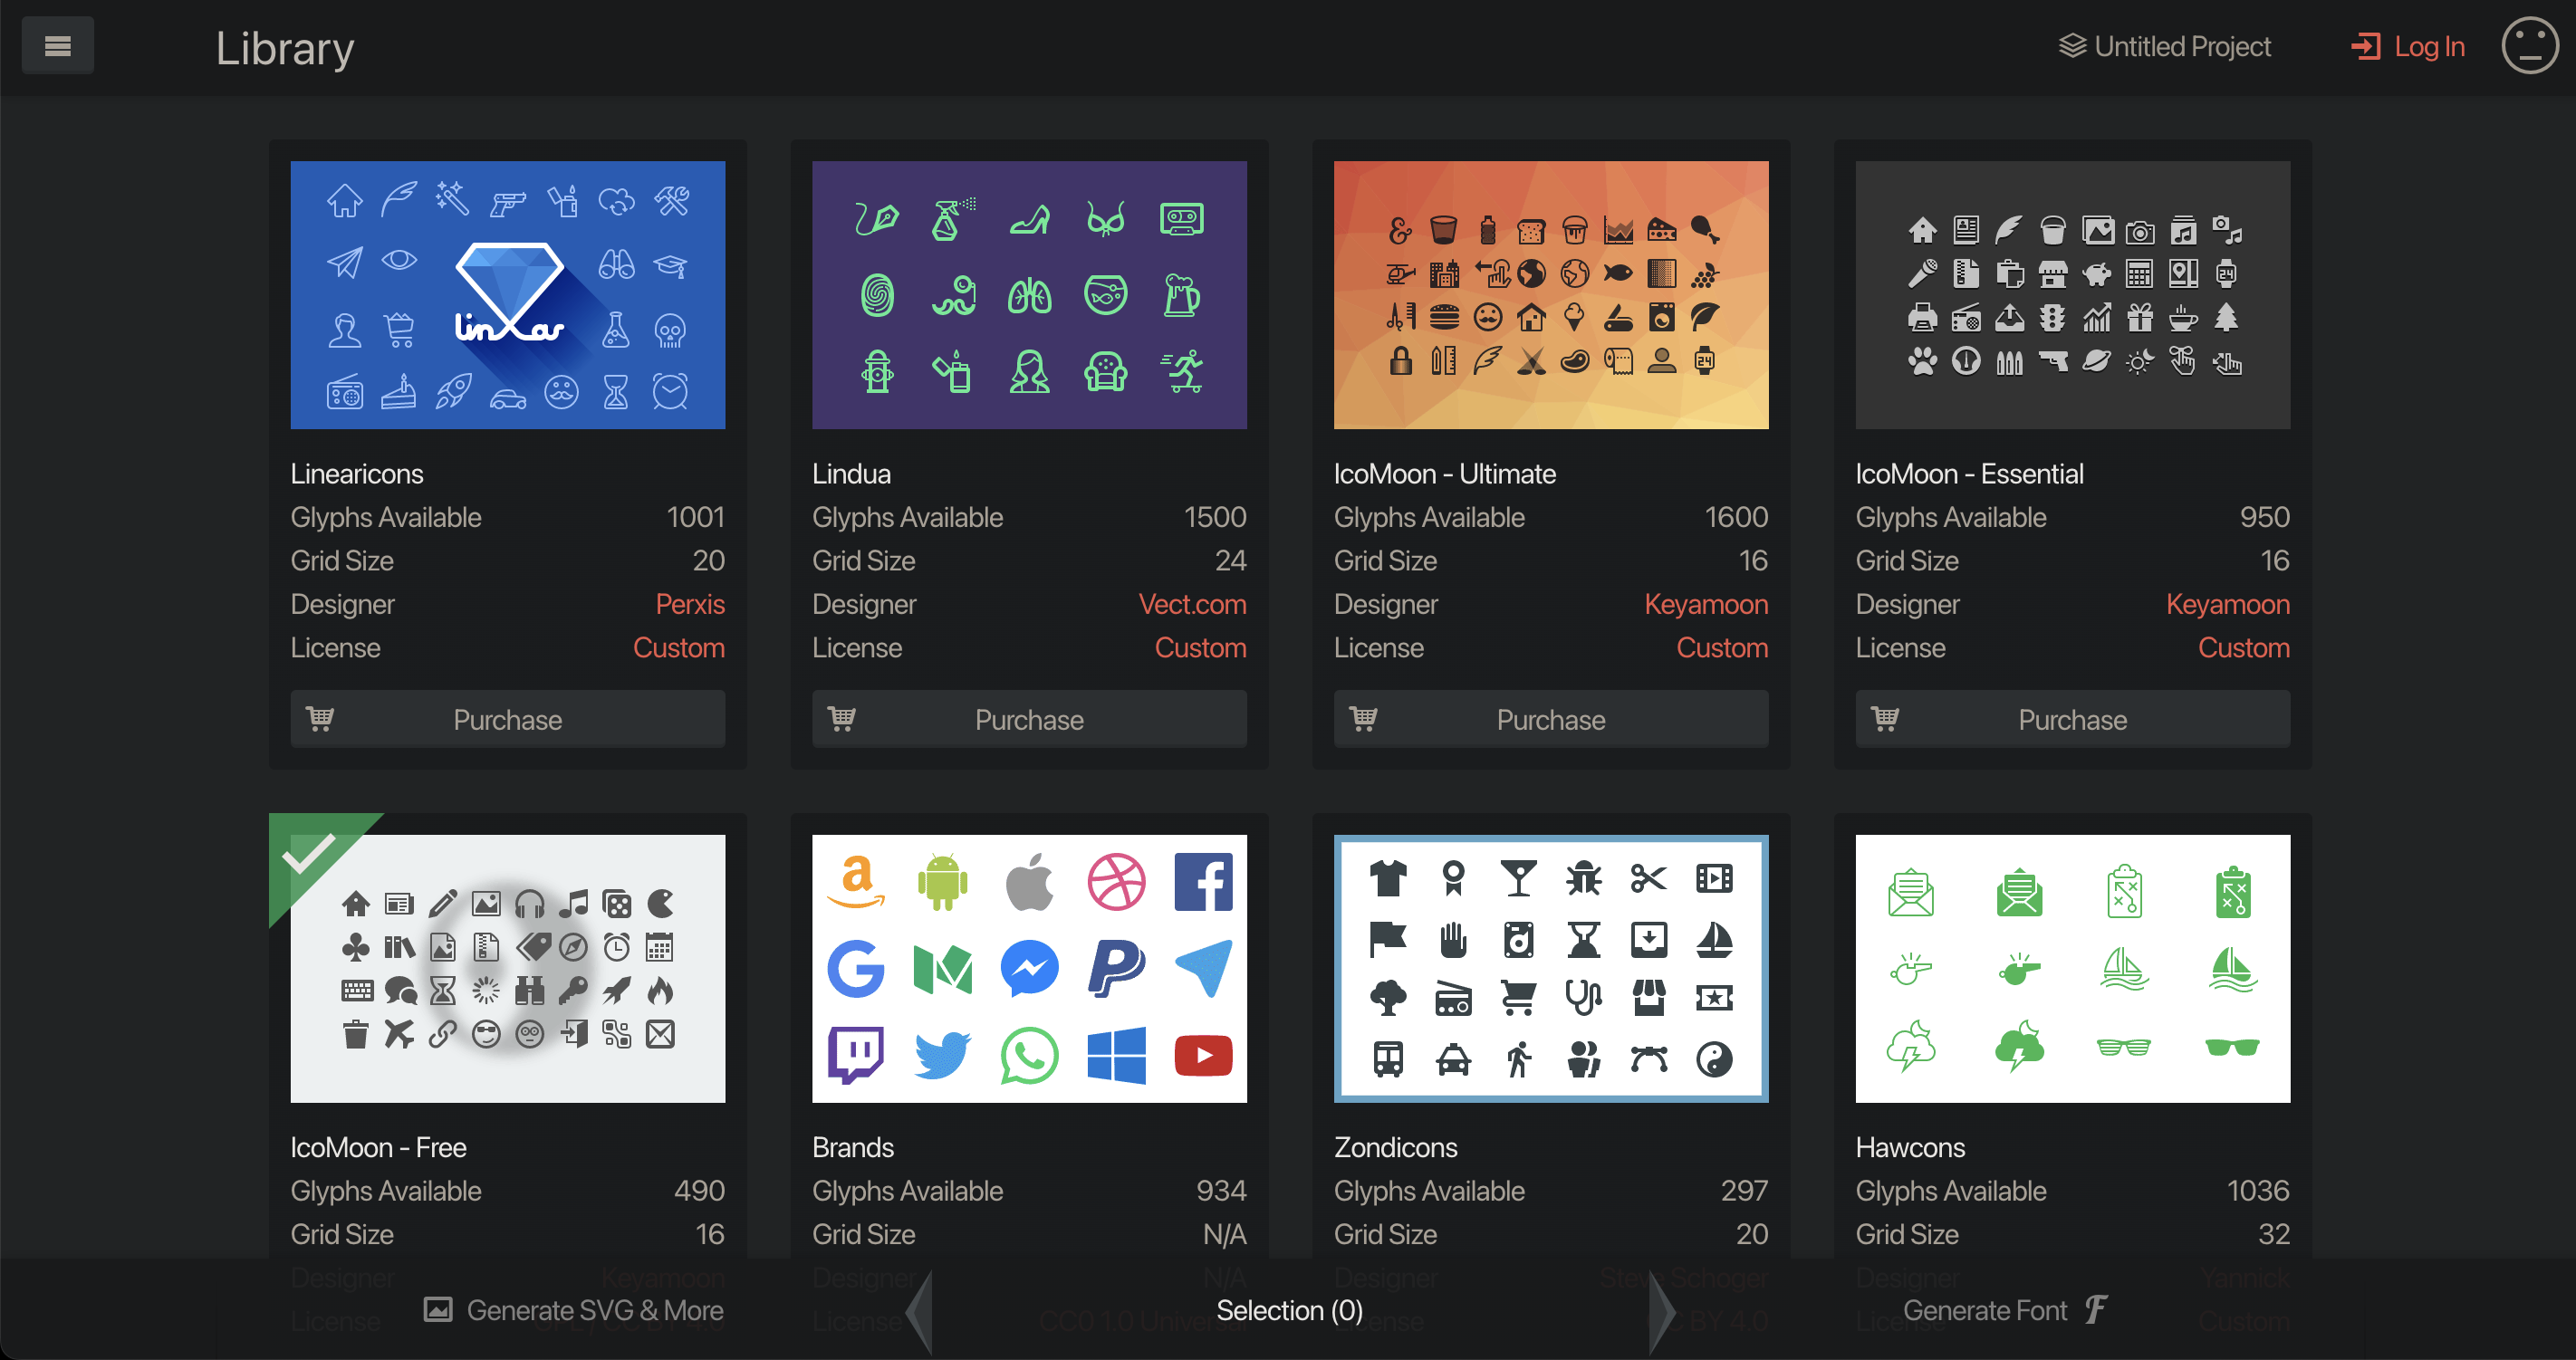 Library
Untitled Project
Log In
linear
Linearicons
Glyphs Available 1001
Grid Size 20
Designer Perxis
License Custom
Purchase
Lindua
Glyphs Available 1500
Grid Size 24
Designer Vect.com
License Custom
Purchase
IcoMoon - Ultimate
Glyphs Available 1600
Grid Size 16
Designer Keyamoon
License Custom
Purchase
IcoMoon - Essential
Glyphs Available 950
Grid Size 16
Designer Keyamoon
License Custom
Purchase
IcoMoon - Free
Glyphs Available 490
Grid Size 16
Designer Keyamoon
License
Brands
Glyphs Available 934
Grid Size N/A
Designer N/A
License CC0 1.0
Zondicons
Glyphs Available 297
Grid Size 20
Designer Steve Schoger
License BY 4.0
Hawcons
Glyphs Available 1036
Grid Size 32
Designer Yannick
License Custom
Generate SVG & More
Selection (0)
Generate Font